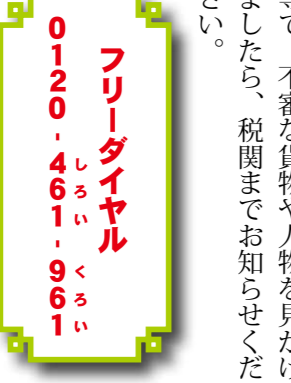 で、不審な貨物や人物を見かけ
ましたら、税関までお知らせくだ
さい。
フリーダイヤル
しろい くろい
0120-461-961